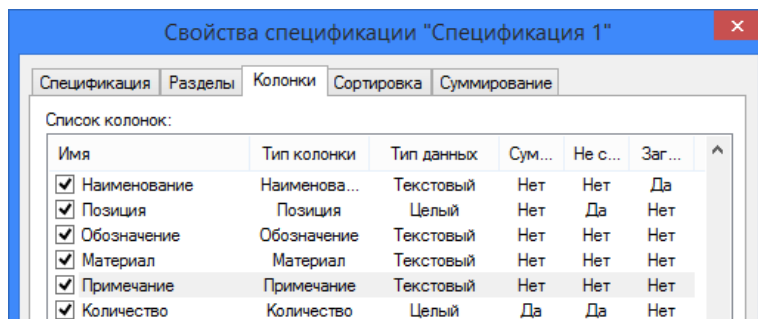 Свойства спецификации "Спецификация 1"
Спецификация Разделы Колонки Сортировка Суммирование
Список колонок:
Имя Тип колонки Тип данных Сум... Не с... Заг...
Наименование Наименова... Текстовый Нет Нет Да
Позиция Позиция Целый Нет Да Нет
Обозначение Обозначение Текстовый Нет Нет Нет
Материал Материал Текстовый Нет Нет Нет
Примечание Примечание Текстовый Нет Нет Нет
Количество Количество Целый Да Да Нет